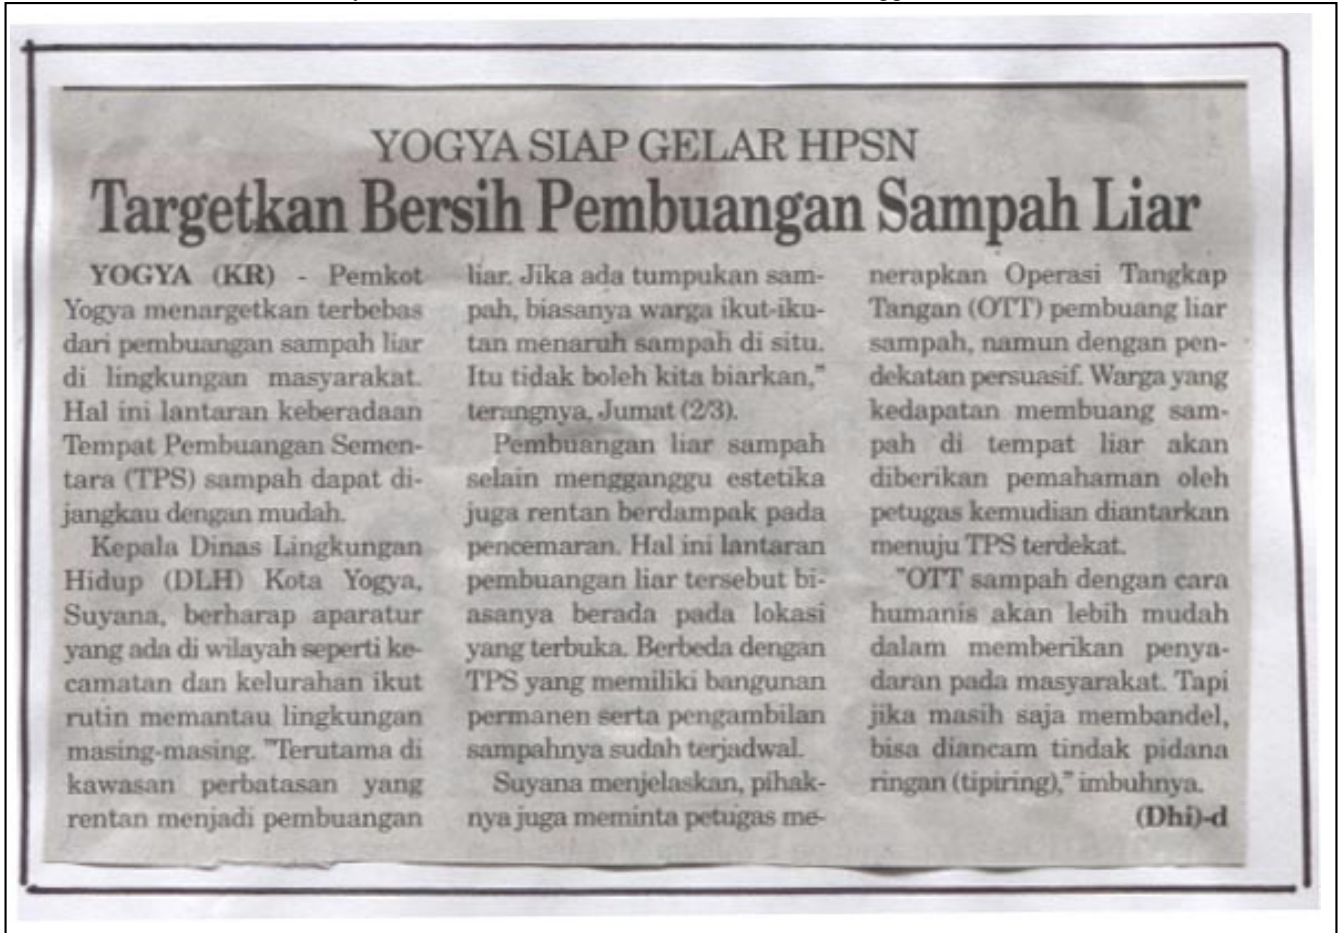 YOGYA SIAP GELAR HPSN
Targetkan Bersih Pembuangan Sampah Liar
YOGYA (KR) - Pemkot
Yogya menargetkan terbebas
dari pembuangan sampah liar
di lingkungan masyarakat.
Hal ini lantaran keberadaan
Tempat Pembuangan Semen-
tara (TPS) sampah dapat di-
jangkau dengan mudah.
Kepala Dinas Lingkungan
Hidup (DLH) Kota Yogya,
Suyana, berharap aparatur
yang ada di wilayah seperti ke-
camatan dan kelurahan ikut
rutin memantau lingkungan
masing-masing. "Terutama di
kawasan perbatasan yang
rentan menjadi pembuangan
liar. Jika ada tumpukan sam-
pah, biasanya warga ikut-iku-
tan menaruh sampah di situ.
Itu tidak boleh kita biarkan,"
terangnya, Jumat (2/3).
Pembuangan liar sampah
selain mengganggu estetika
juga rentan berdampak pada
pencemaran. Hal ini lantaran
pembuangan liar tersebut bi-
asanya berada pada lokasi
yang terbuka. Berbeda dengan
TPS yang memiliki bangunan
permanen serta pengambilan
sampahnya sudah terjadwal.
Suyana menjelaskan, pihak-
nya juga meminta petugas me-
nerapkan Operasi Tangkap
Tangan (OTT) pembuang liar
sampah, namun dengan pen-
dekatan persuasif. Warga yang
kedapatan membuang sam-
pah di tempat liar akan
diberikan pemahaman oleh
petugas kemudian diantarkan
menuju TPS terdekat.
"OTT sampah dengan cara
humanis akan lebih mudah
dalam memberikan penya-
daran pada masyarakat. Tapi
jika masih saja membandel,
bisa diancam tindak pidana
ringan (tipiring)," imbuhnya.
(Dhi)-d